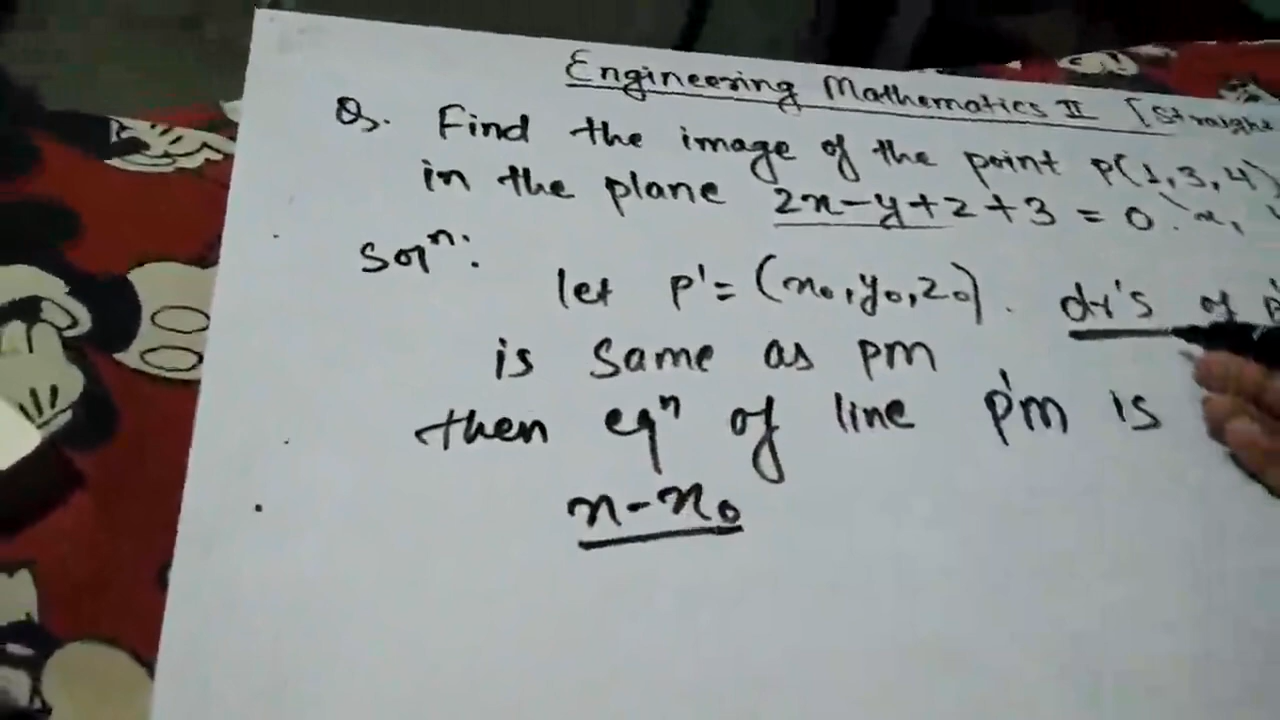 Engineering Mathematics II [Straight
Q. Find the image of the point P(1,3,4)
in the plane 2x-y+z+3=0.
Solⁿ:
let P'=(x₀,y₀,z₀). dr's of P'
is same as PM
then eqⁿ of line P'M is
x-x₀